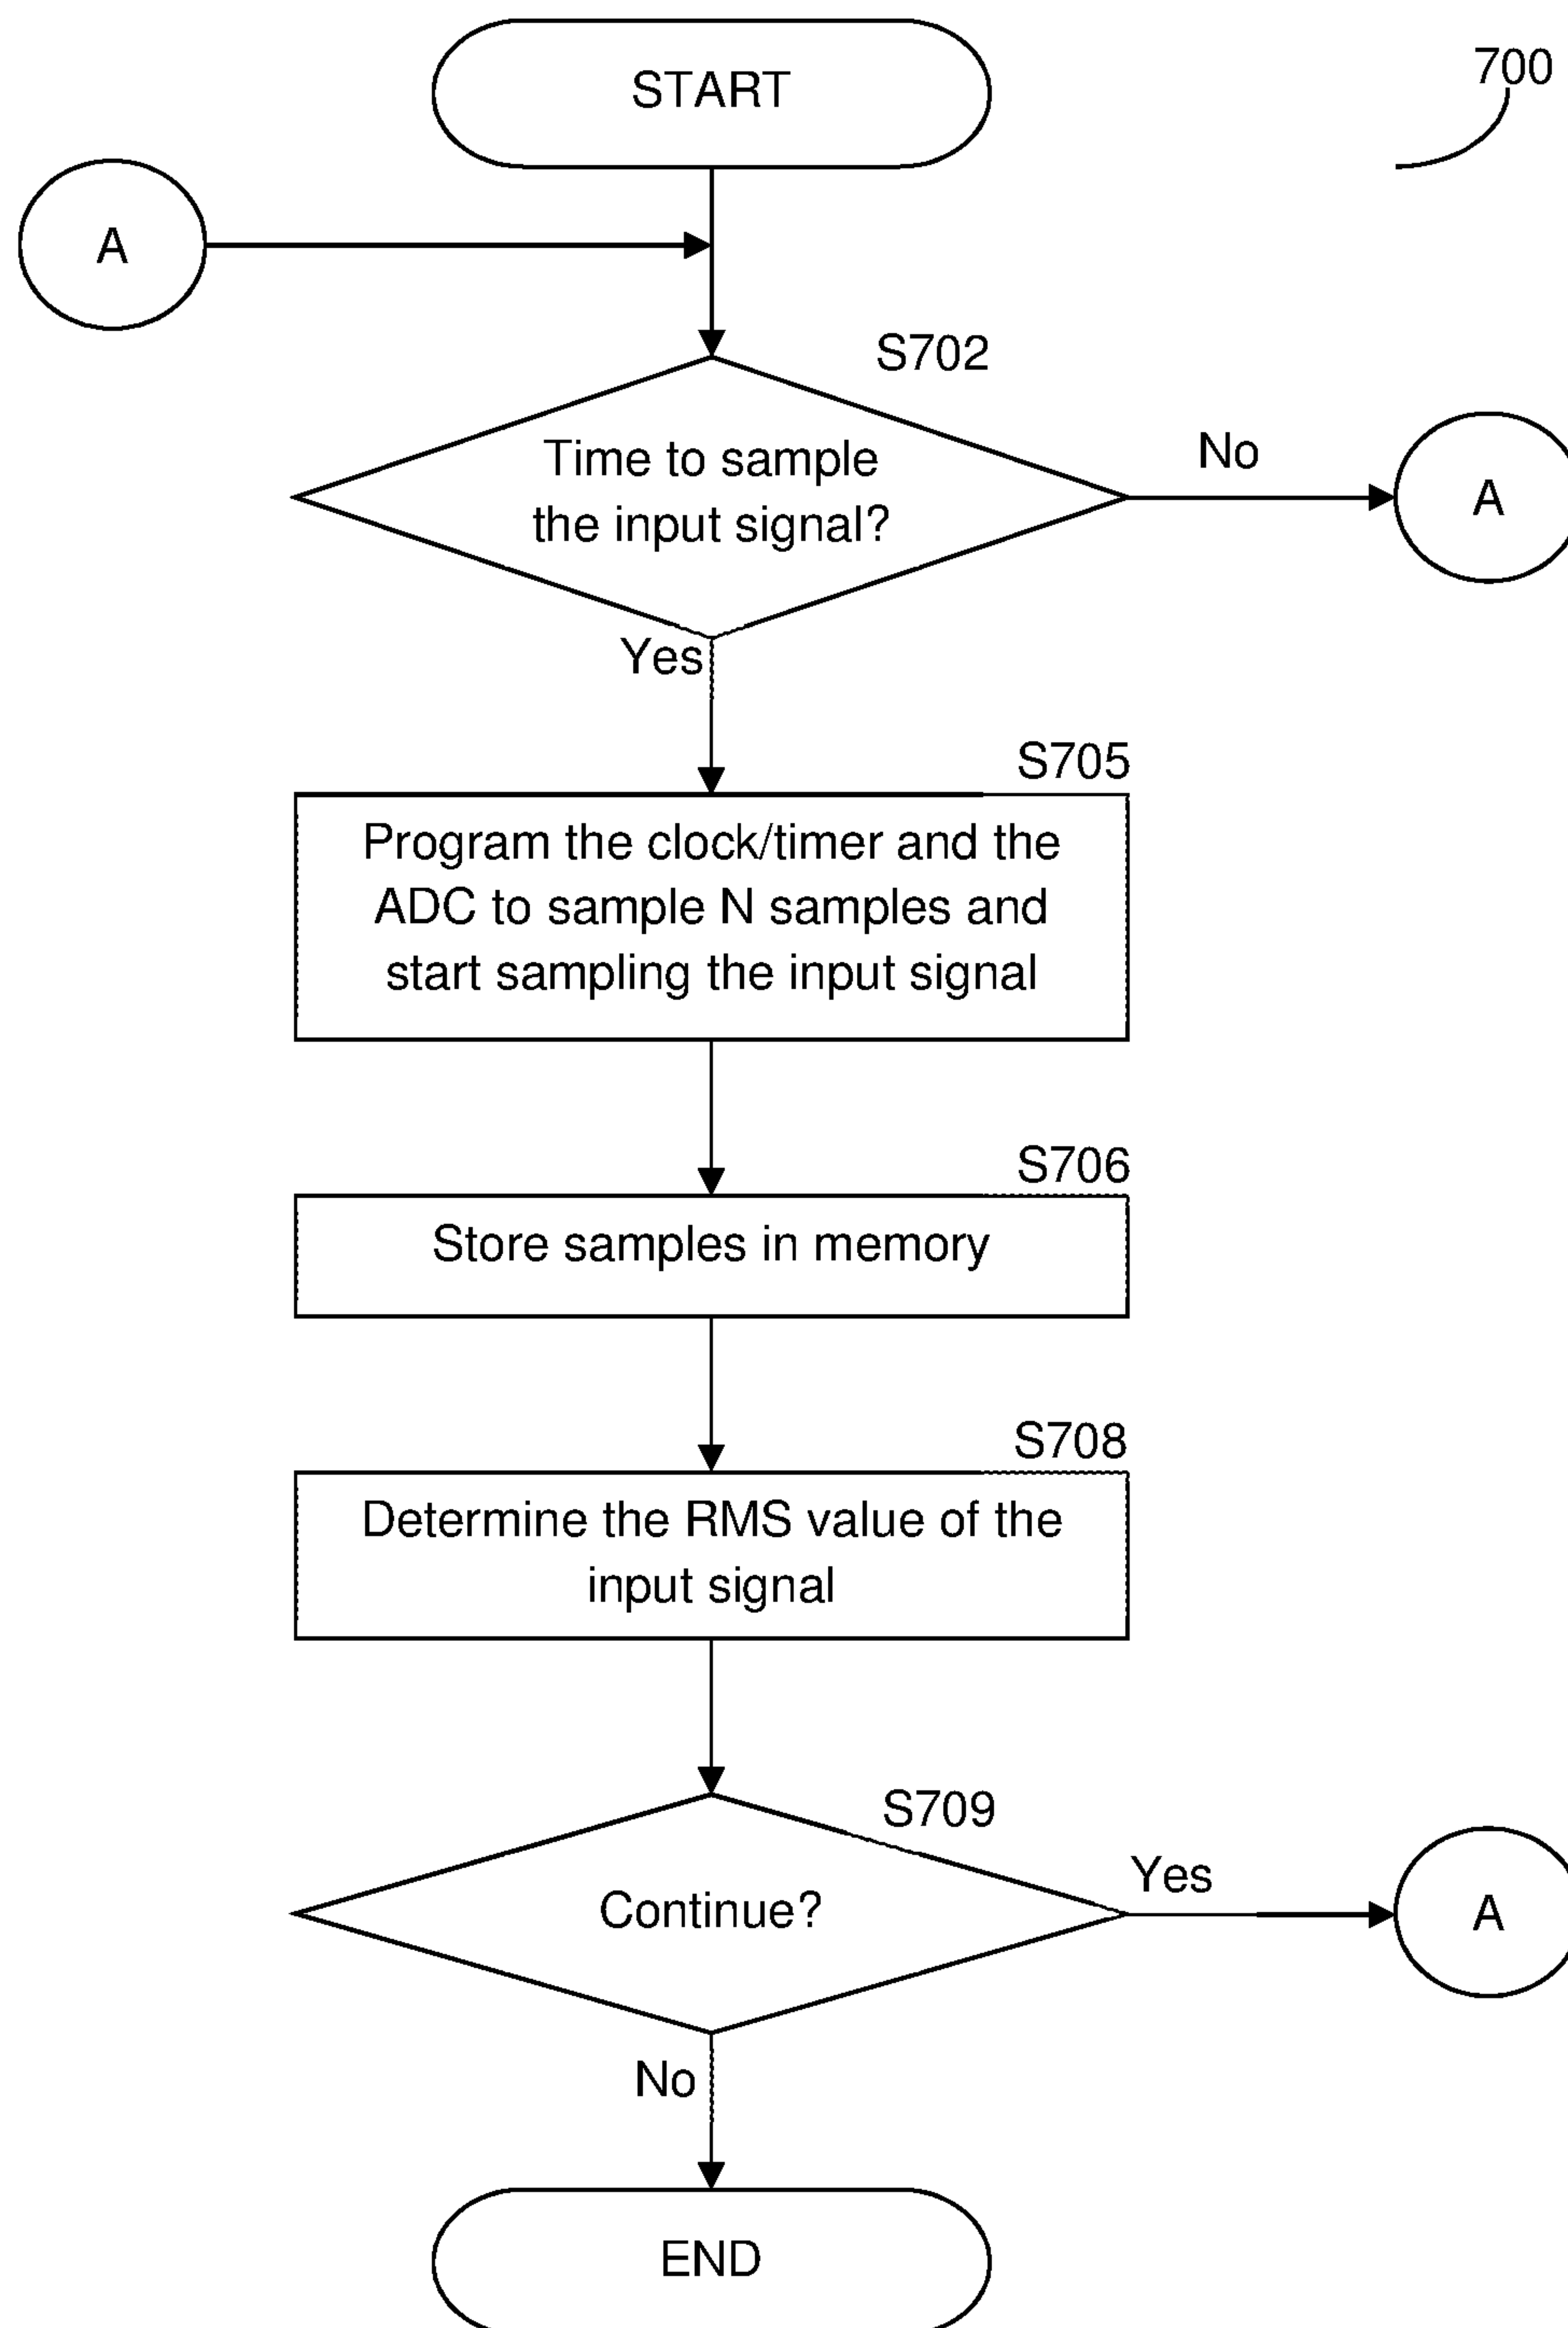 START
700
A
S702
Time to sample
the input signal?
No
A
Yes
S705
Program the clock/timer and the
ADC to sample N samples and
start sampling the input signal
S706
Store samples in memory
S708
Determine the RMS value of the
input signal
S709
Continue?
Yes
A
No
END